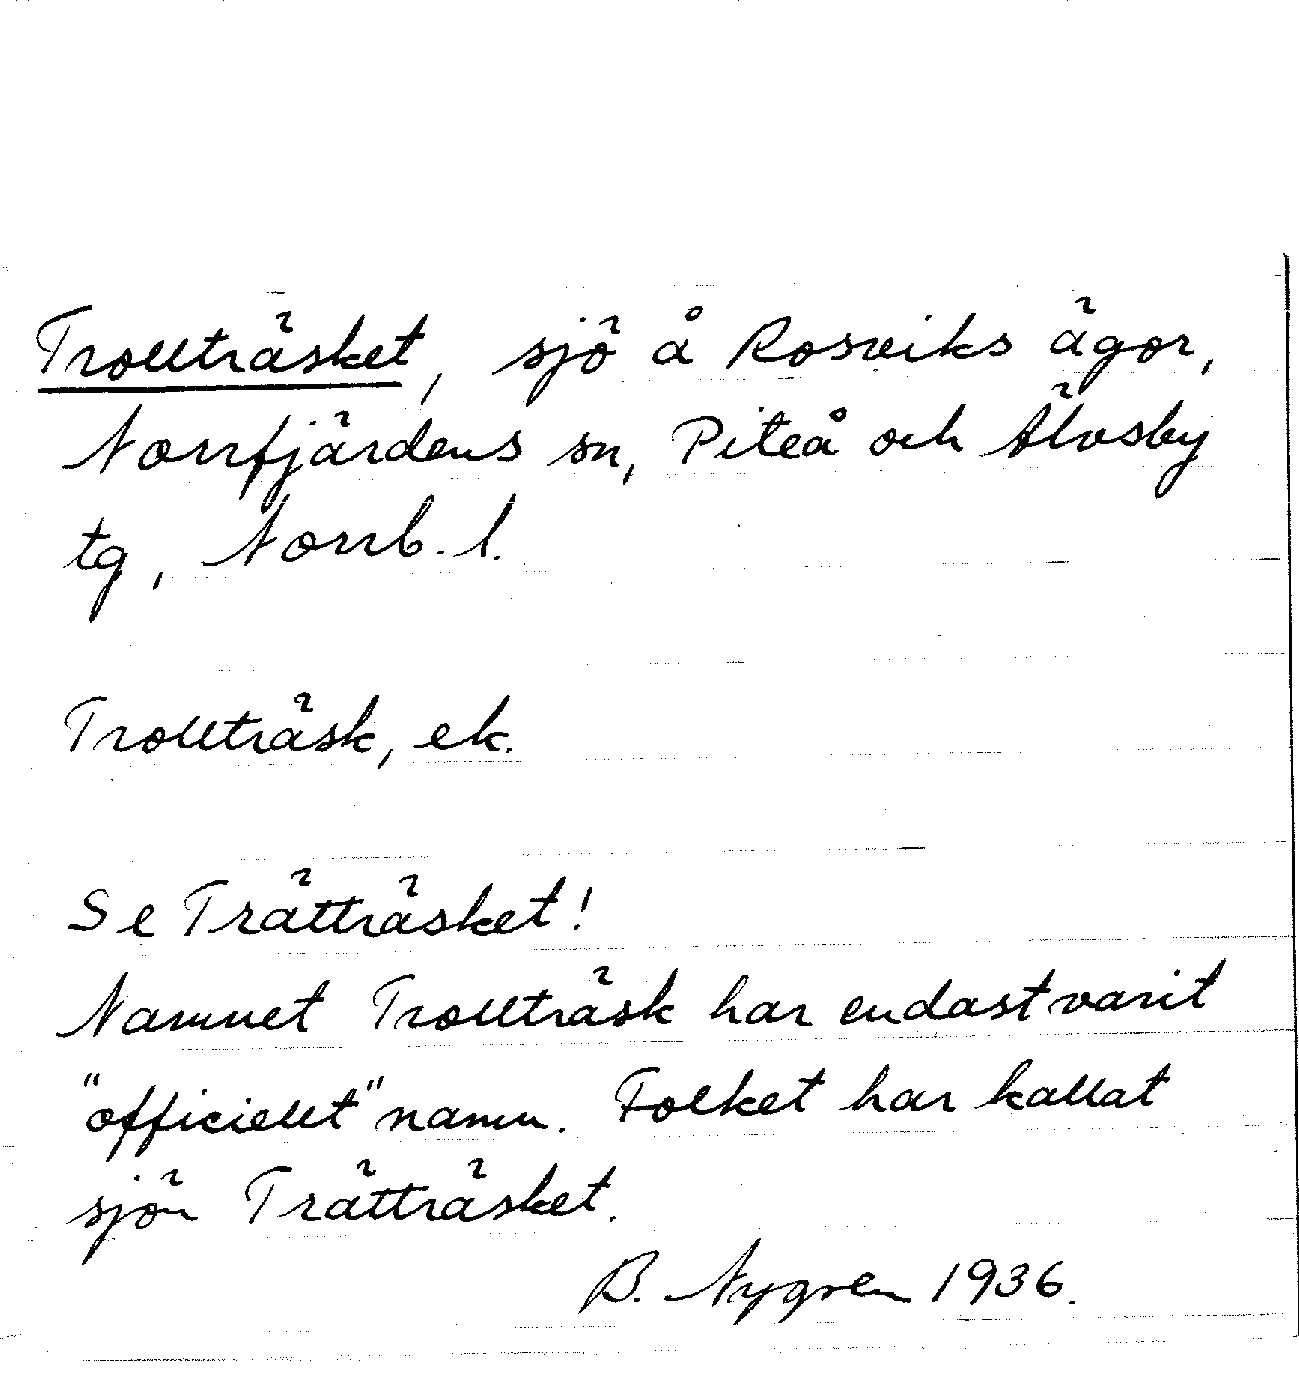 Trollträsket, sjö å Rosviks ägor,
Norrfjärdens sn, Piteå och Älvsby
tg, Norrb. l.
Trollträsk, ek.
Se Trätträsket!
Namnet Trollträsk har endast varit
"officiellt" namn. Folket har kallat
sjön Trätträsket.
B. Nygren 1936.